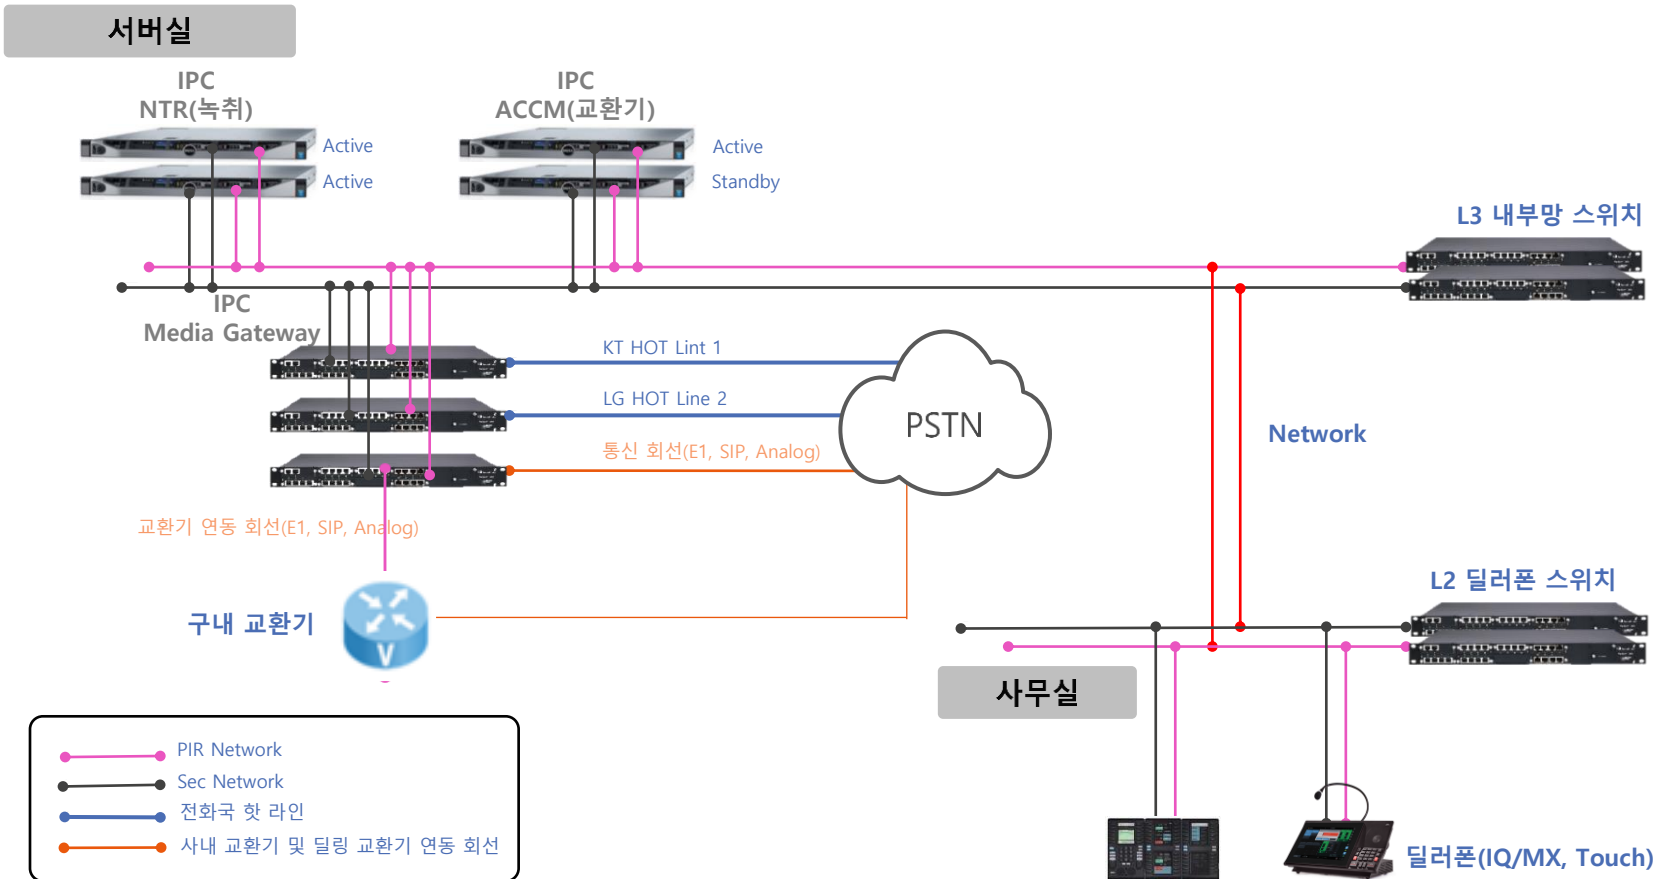 서버실
IPC
NTR(녹취)
IPC
ACCM(교환기)
Active
Active
Active
Standby
L3 내부망 스위치
IPC
Media Gateway
KT HOT Lint 1
LG HOT Line 2
통신 회선(E1, SIP, Analog)
PSTN
Network
교환기 연동 회선(E1, SIP, Analog)
구내 교환기
V
L2 딜러폰 스위치
사무실
PIR Network
Sec Network
전화국 핫 라인
사내 교환기 및 딜링 교환기 연동 회선
딜러폰(IQ/MX, Touch)